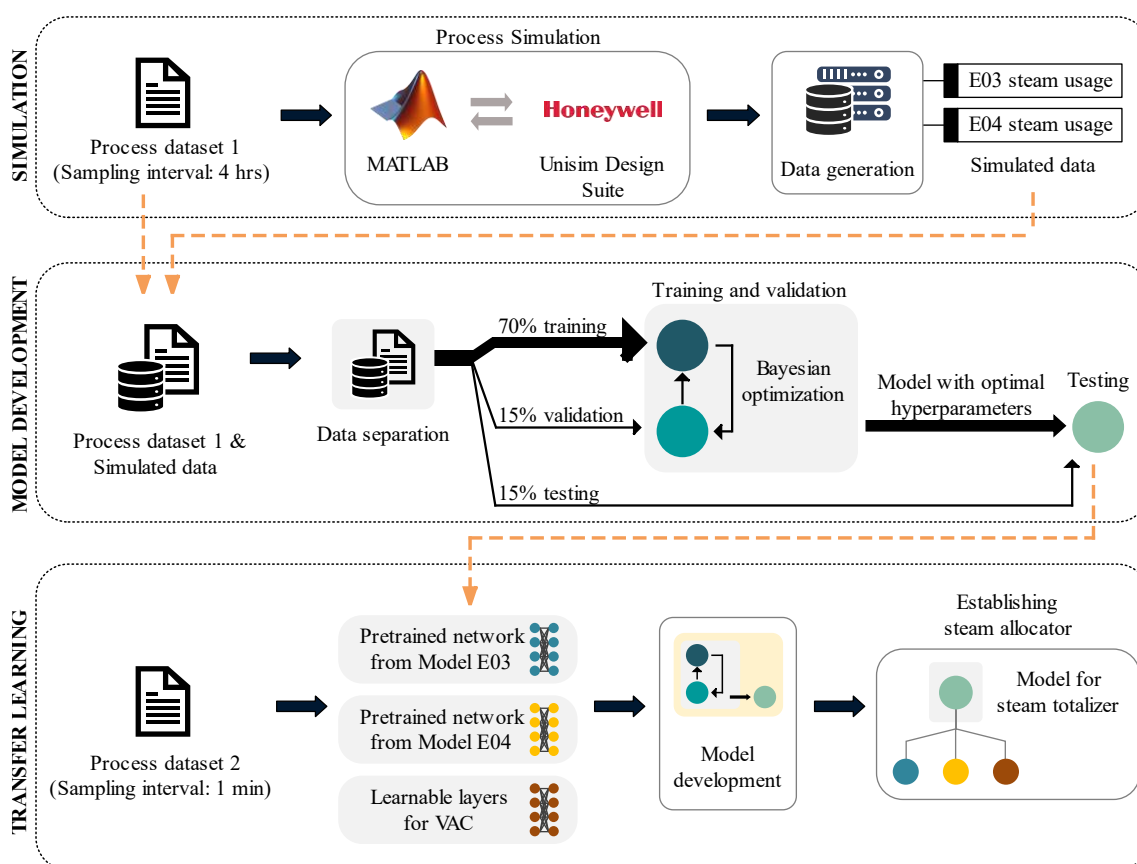 SIMULATION
Process dataset 1
(Sampling interval: 4 hrs)
Process Simulation
MATLAB
Honeywell
Unisim Design
Suite
Data generation
E03 steam usage
E04 steam usage
Simulated data
MODEL DEVELOPMENT
Process dataset 1 &
Simulated data
Data separation
70% training
15% validation
15% testing
Training and validation
Bayesian
optimization
Model with optimal
hyperparameters
Testing
TRANSFER LEARNING
Process dataset 2
(Sampling interval: 1 min)
Pretrained network
from Model E03
Pretrained network
from Model E04
Learnable layers
for VAC
Model
development
Establishing
steam allocator
Model for
steam totalizer